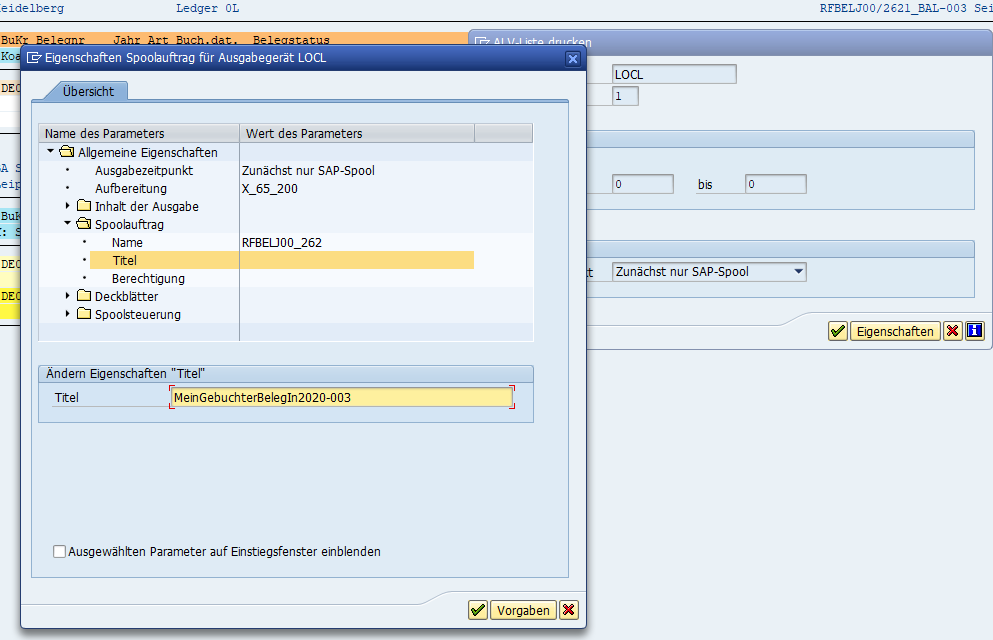 eidelberg Ledger 0L RFBELJ00/2621_BAL-003 Sei
BuKr Belegnr Jahr Art Buch.dat. Belegstatus
ALV-Liste drucken
Eigenschaften Spoolauftrag für Ausgabegerät LOCL
LOCL
1
Übersicht
Name des Parameters Wert des Parameters
Allgemeine Eigenschaften
Ausgabezeitpunkt Zunächst nur SAP-Spool
Aufbereitung X_65_200
0 bis 0
Inhalt der Ausgabe
Spoolauftrag
Name RFBELJ00_262
Titel
Berechtigung
t Zunächst nur SAP-Spool
Deckblätter
Spoolsteuerung
Eigenschaften
Ändern Eigenschaften "Titel"
Titel MeinGebuchterBelegIn2020-003
Ausgewählten Parameter auf Einstiegsfenster einblenden
Vorgaben